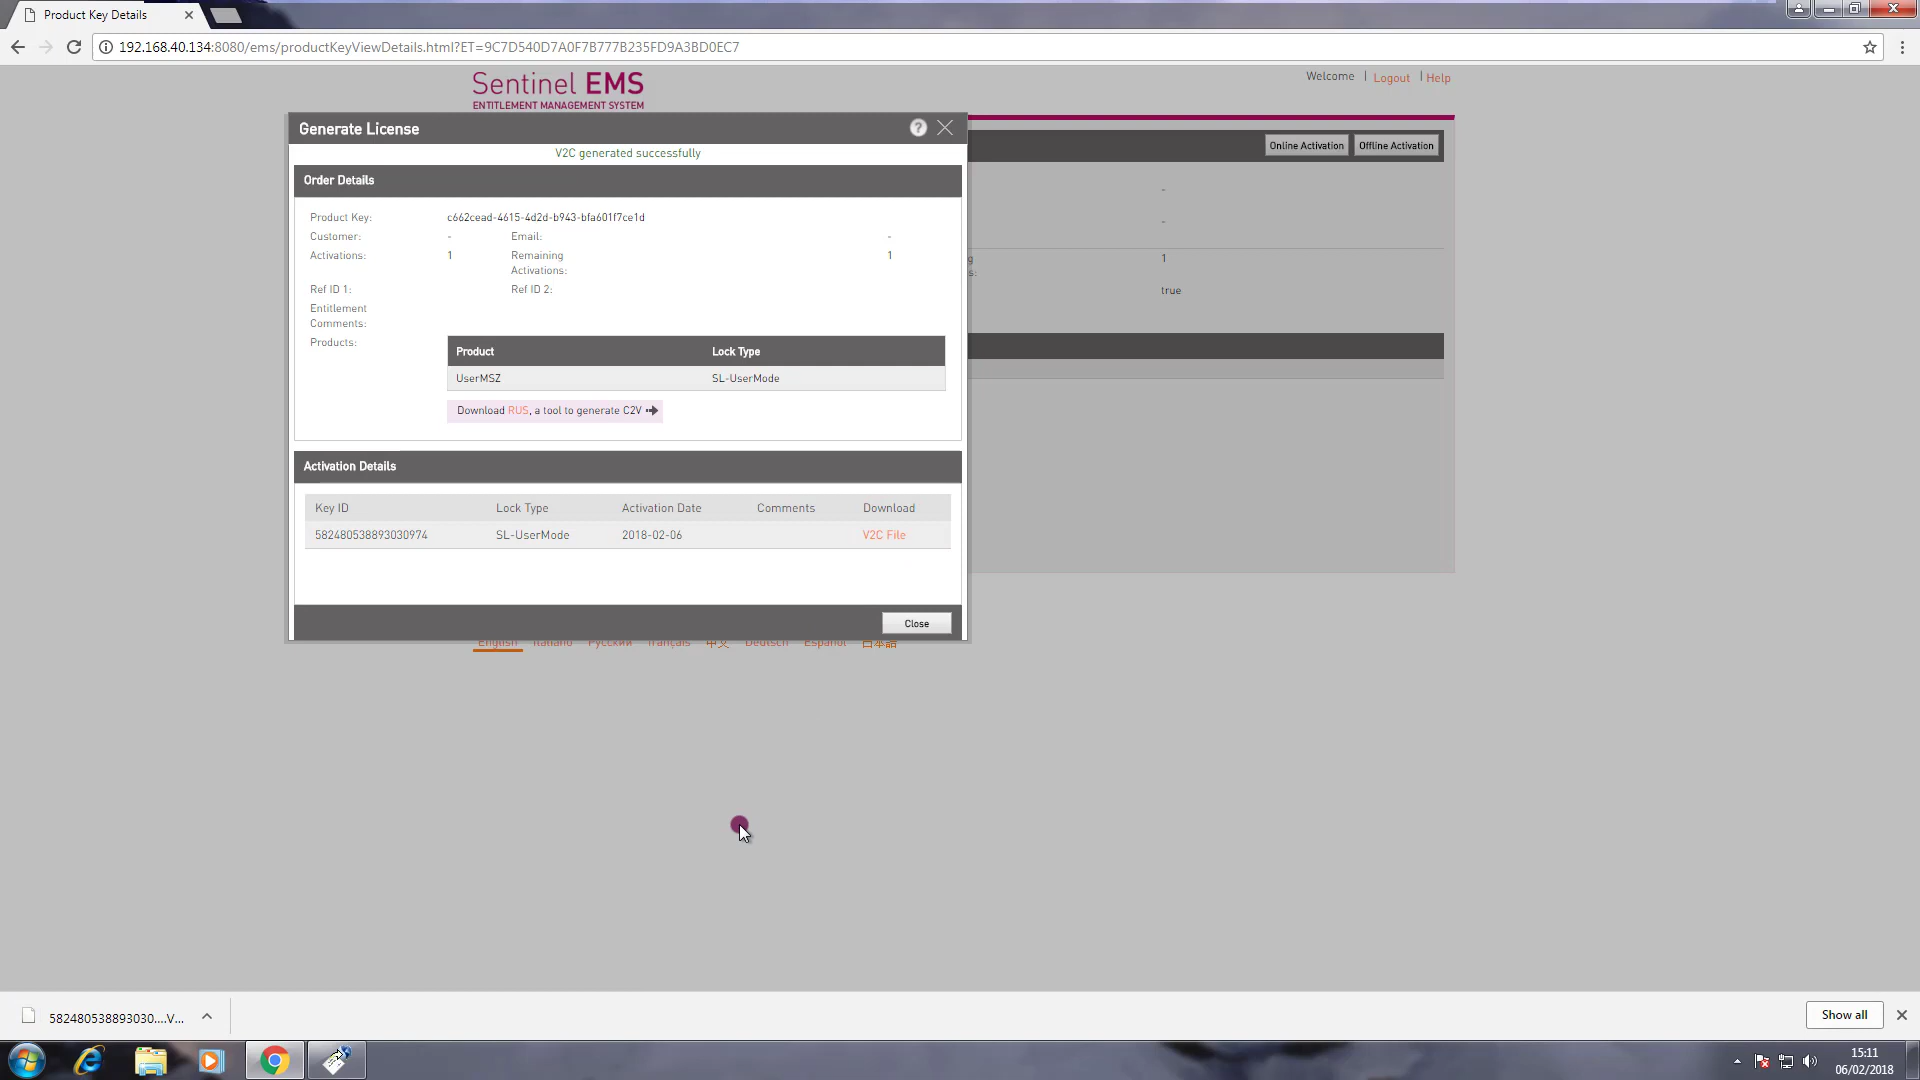 Product Key Details
192.168.40.134:8080/ems/productKeyViewDetails.html?ET=9C7D540D7A0F7B777B235FD9A3BD0EC7
Sentinel EMS
ENTITLEMENT MANAGEMENT SYSTEM
Welcome | Logout | Help
Generate License ?
Online Activation Offline Activation
V2C generated successfully
Order Details
-
Product Key: c662cead-4615-4d2d-b943-bfa601f7ce1d
-
Customer: - Email: -
Activations: 1 Remaining Activations: 1
g
s:
1
Ref ID 1: Ref ID 2:
true
Entitlement
Comments:
Products:
Product Lock Type
UserMSZ SL-UserMode
Download RUS, a tool to generate C2V
Activation Details
Key ID Lock Type Activation Date Comments Download
582480538893030974 SL-UserMode 2018-02-06 V2C File
Close
English Italiano Русский français 中文 Deutsch Español 日本語
582480538893030....V...
Show all
15:11
06/02/2018